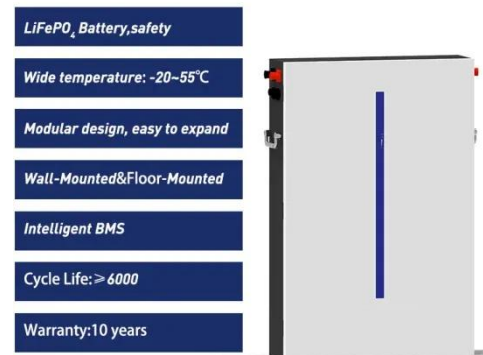 LiFePO₄ Battery,safety
Wide temperature: -20~55℃
Modular design, easy to expand
Wall-Mounted&Floor-Mounted
Intelligent BMS
Cycle Life:≥6000
Warranty:10 years